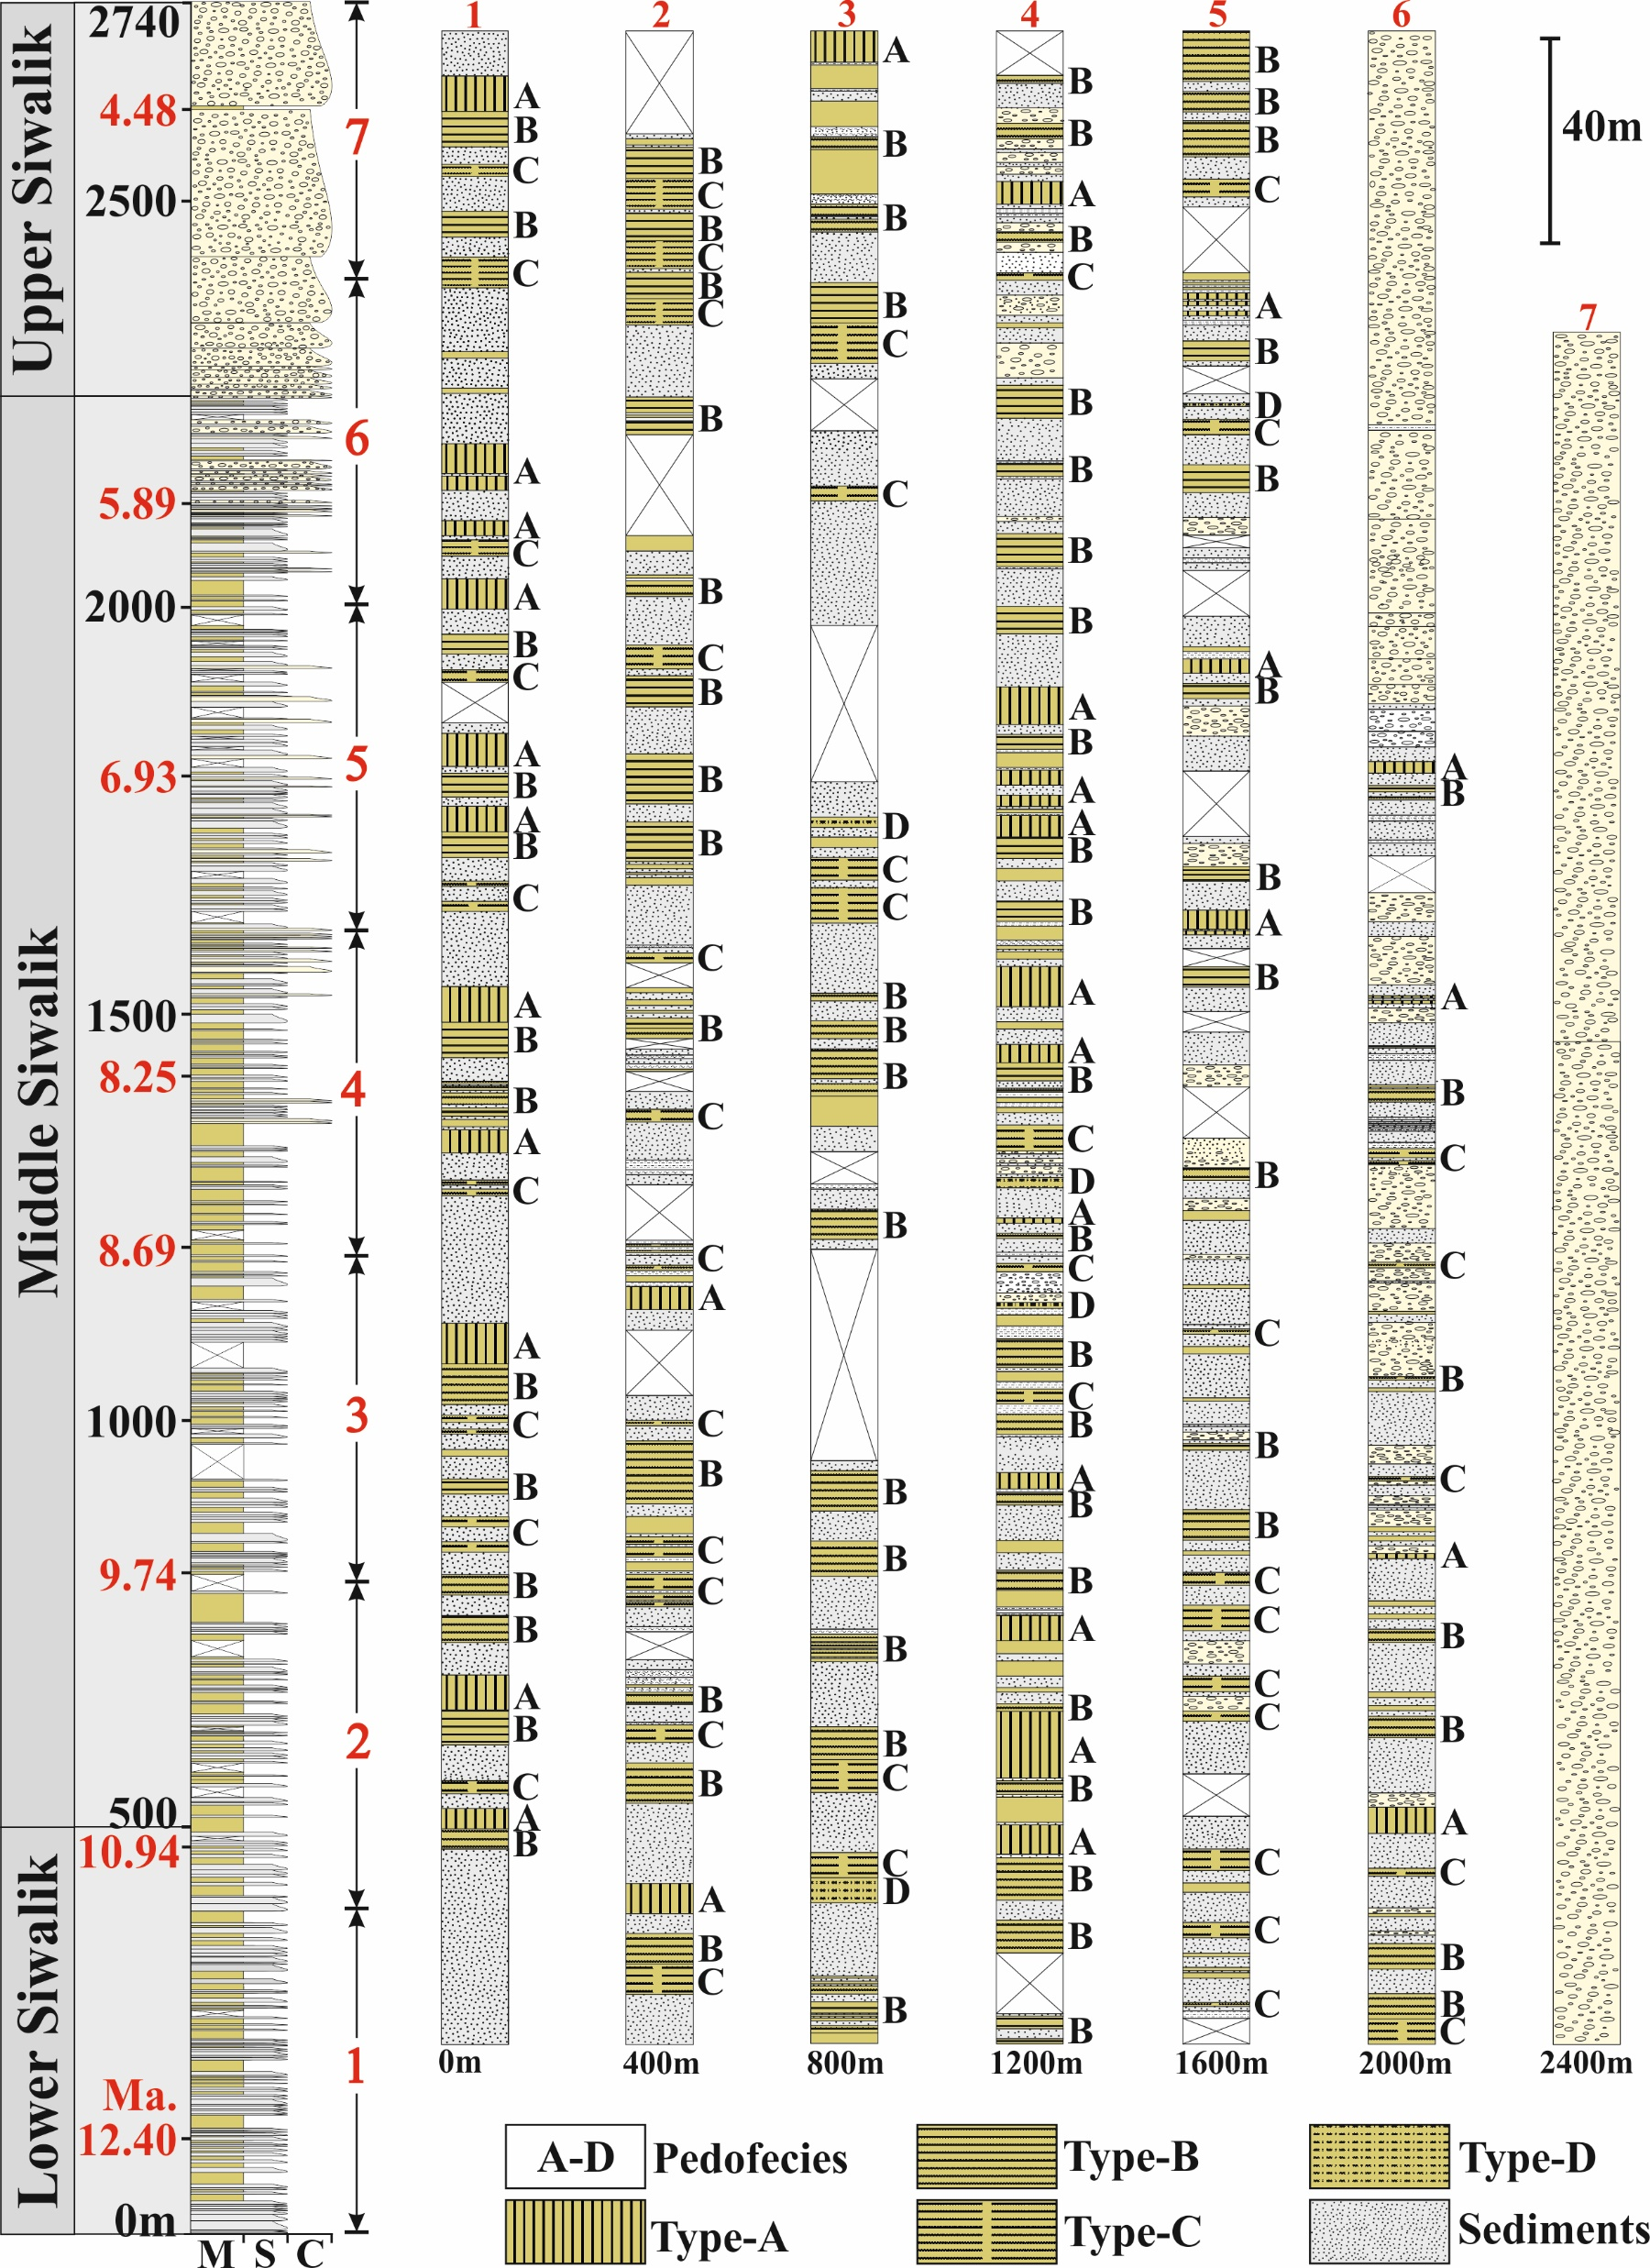 Upper Siwalik
Middle Siwalik
Lower Siwalik
2740
4.48
2500
5.89
2000
6.93
1500
8.25
8.69
1000
9.74
500
10.94
Ma.
12.40
0m
M S C
7
6
5
4
3
2
1
1
A
B
C
B
C
A
A
C
A
B
C
A
B
A
B
C
A
B
B
A
C
A
B
C
B
C
B
B
A
B
C
A
B
0m
2
B
C
B
C
B
C
B
B
C
B
B
B
C
B
C
C
A
C
B
C
C
B
C
B
A
B
C
400m
3
A
B
B
B
C
C
D
C
C
B
B
B
B
B
B
B
B
C
C
D
B
800m
4
B
B
A
B
C
B
B
B
B
A
B
A
A
B
B
A
A
B
C
D
A
B
C
D
B
C
B
A
B
B
A
B
A
B
A
B
B
B
1200m
5
B
B
B
C
A
B
D
C
B
A
B
B
A
B
B
C
B
B
C
C
C
C
C
C
C
1600m
6
A
B
A
B
C
C
B
C
A
B
B
A
C
B
B
C
2000m
7
2400m
40m
A-D Pedofecies
Type-A
Type-B
Type-C
Type-D
Sediments